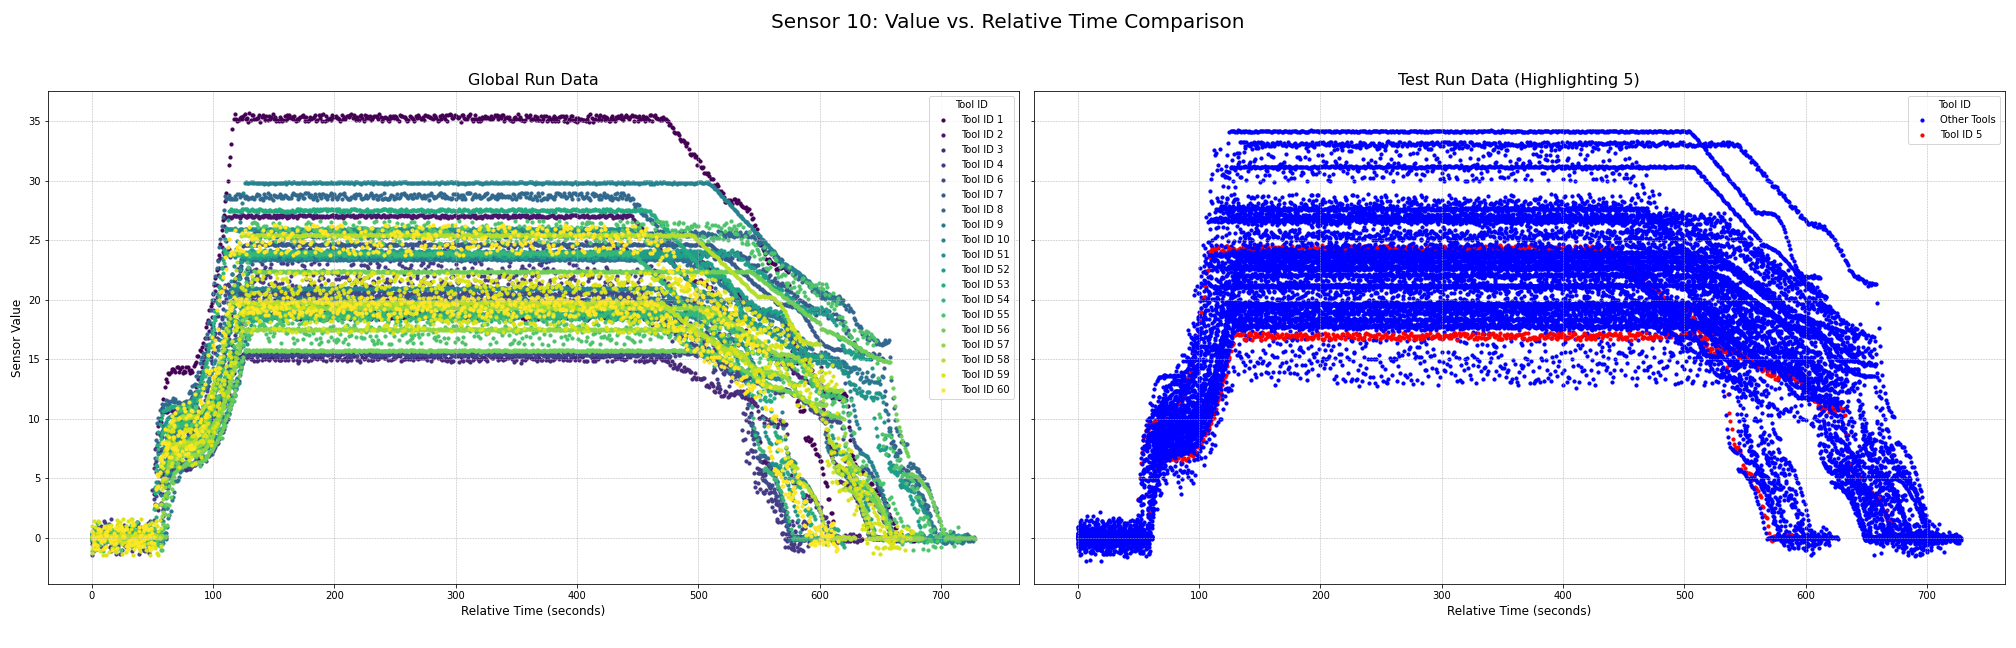 Sensor 10: Value vs. Relative Time Comparison
Global Run Data
Sensor Value
35
30
25
20
15
10
5
0
0 100 200 300 400 500 600 700
Relative Time (seconds)
Tool ID
Tool ID 1
Tool ID 2
Tool ID 3
Tool ID 4
Tool ID 6
Tool ID 7
Tool ID 8
Tool ID 9
Tool ID 10
Tool ID 51
Tool ID 52
Tool ID 53
Tool ID 54
Tool ID 55
Tool ID 56
Tool ID 57
Tool ID 58
Tool ID 59
Tool ID 60
Test Run Data (Highlighting 5)
Tool ID
Other Tools
Tool ID 5
0 100 200 300 400 500 600 700
Relative Time (seconds)